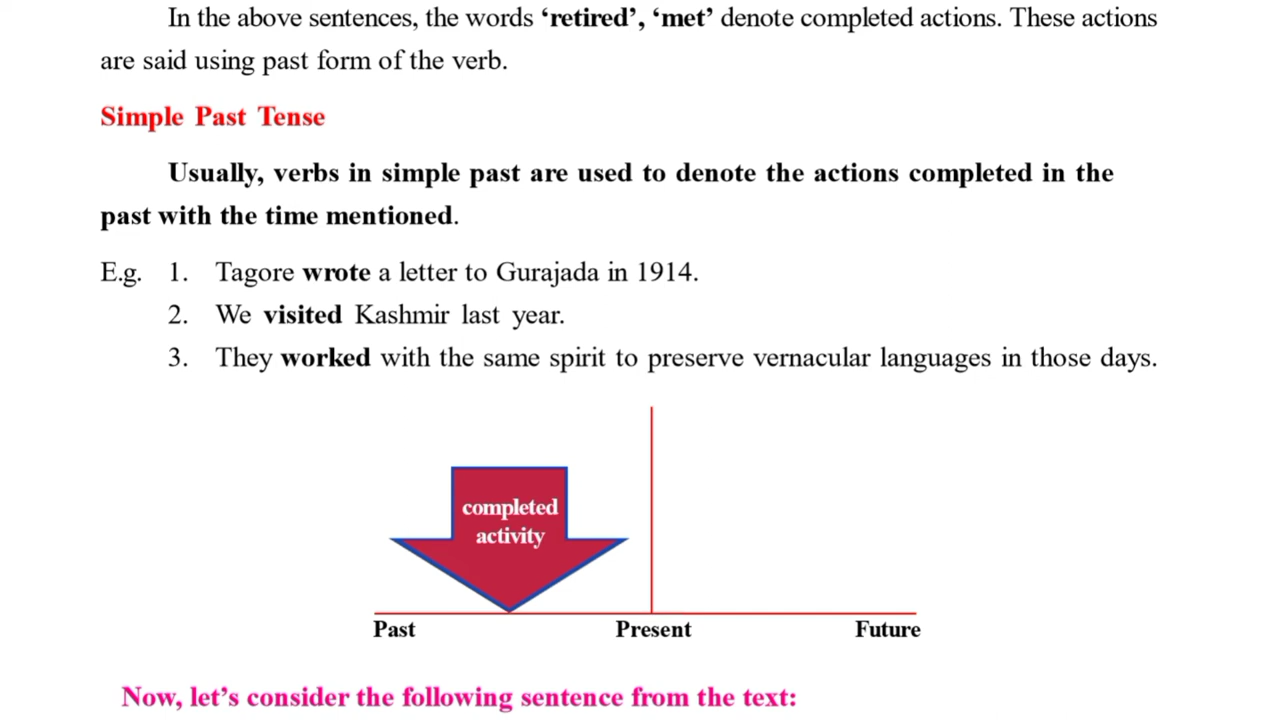 In the above sentences, the words ‘retired’, ‘met’ denote completed actions. These actions
are said using past form of the verb.
Simple Past Tense
Usually, verbs in simple past are used to denote the actions completed in the
past with the time mentioned.
E.g. 1. Tagore wrote a letter to Gurajada in 1914.
2. We visited Kashmir last year.
3. They worked with the same spirit to preserve vernacular languages in those days.
completed
activity
Past Present Future
Now, let’s consider the following sentence from the text: